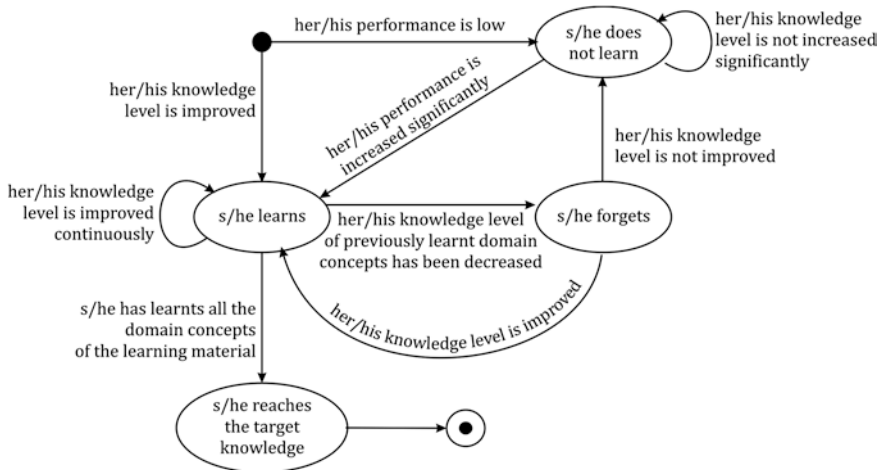 her/his performance is low
s/he does
not learn
her/his knowledge
level is not increased
significantly
her/his knowledge
level is improved
her/his performance is
increased significantly
her/his knowledge
level is not improved
her/his knowledge
level is improved
continuously
s/he learns
her/his knowledge level
of previously learnt domain
concepts has been decreased
s/he forgets
her/his knowledge level is improved
s/he has learnts all the
domain concepts
of the learning material
s/he reaches
the target
knowledge